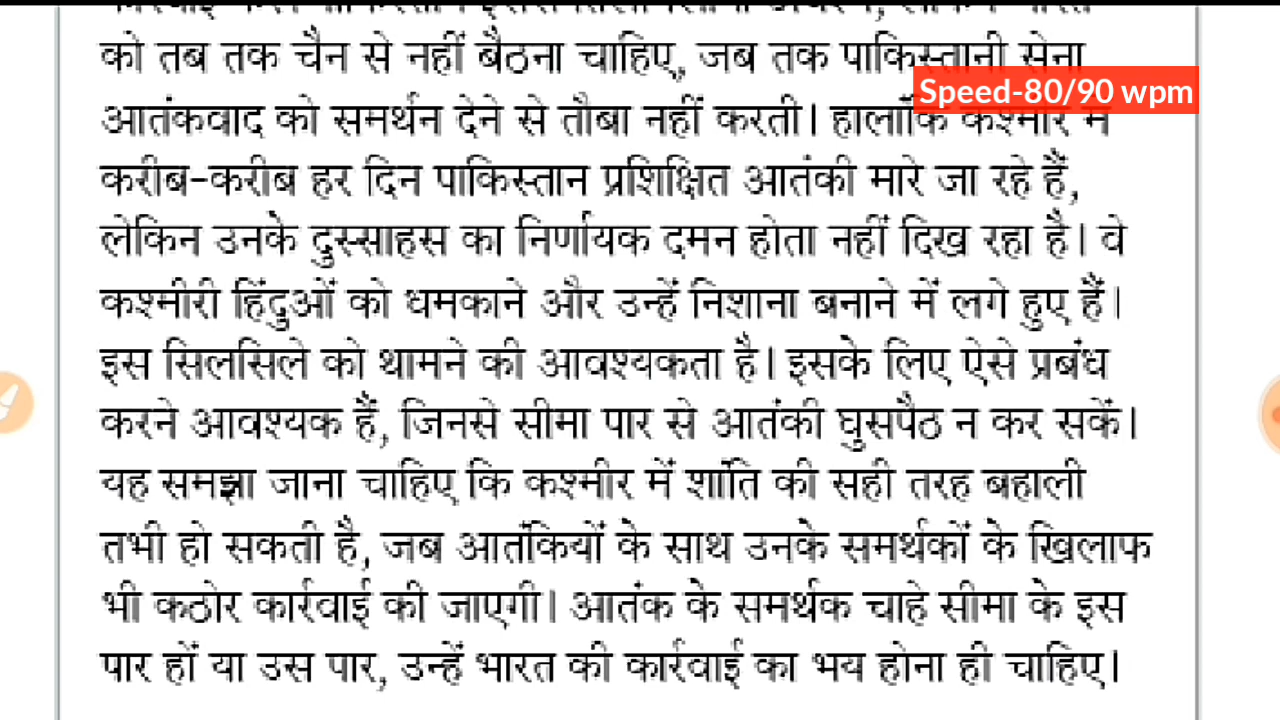 को तब तक चैन से नहीं बैठना चाहिए, जब तक पाकिस्तानी सेना
Speed-80/90 wpm
आतंकवाद को समर्थन देने से तौबा नहीं करती। हालांकि कश्मीर में
करीब-करीब हर दिन पाकिस्तान प्रशिक्षित आतंकी मारे जा रहे हैं,
लेकिन उनके दुस्साहस का निर्णायक दमन होता नहीं दिख रहा है। वे
कश्मीरी हिंदुओं को धमकाने और उन्हें निशाना बनाने में लगे हुए हैं।
इस सिलसिले को थामने की आवश्यकता है। इसके लिए ऐसे प्रबंध
करने आवश्यक हैं, जिनसे सीमा पार से आतंकी घुसपैठ न कर सकें।
यह समझा जाना चाहिए कि कश्मीर में शांति की सही तरह बहाली
तभी हो सकती है, जब आतंकियों के साथ उनके समर्थकों के खिलाफ
भी कठोर कार्रवाई की जाएगी। आतंक के समर्थक चाहे सीमा के इस
पार हों या उस पार, उन्हें भारत की कार्रवाई का भय होना ही चाहिए।